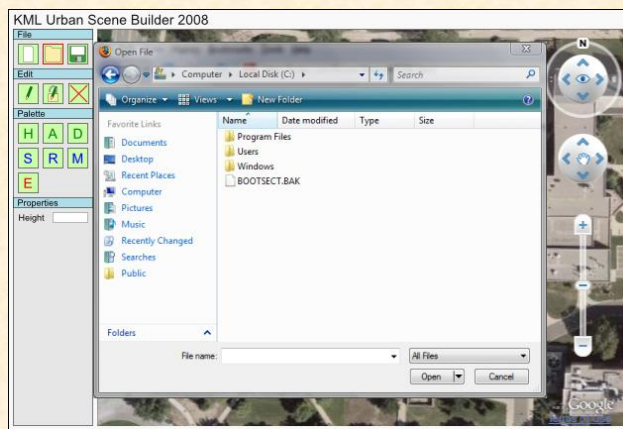 KML Urban Scene Builder 2008
File
Edit
Palette
H A D
S R M
E
Properties
Height
Open File
Computer Local Disk (C:) Search
Organize Views New Folder
Favorite Links
Documents
Desktop
Recent Places
Computer
Pictures
Music
Recently Changed
Searches
Public
Folders
Name Date modified Type Size
Program Files
Users
Windows
BOOTSECT.BAK
File name: All Files
Open Cancel
N
Google